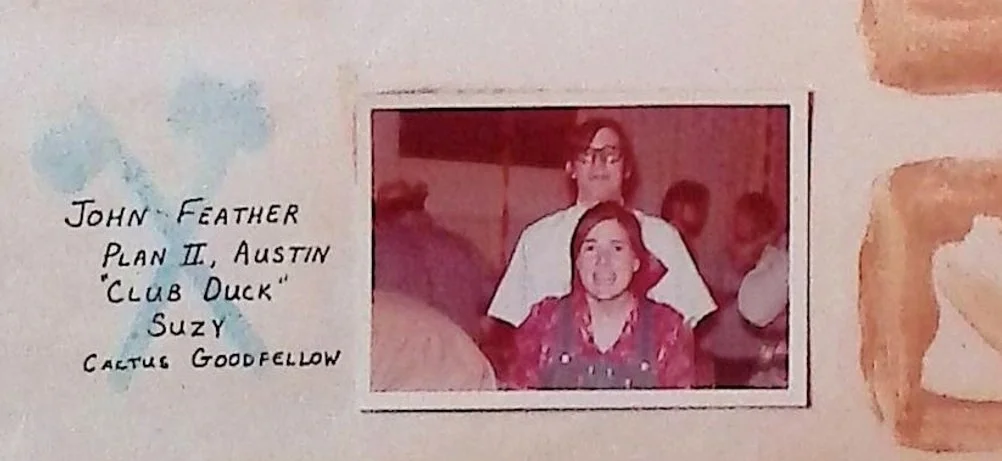 JOHN FEATHER
PLAN II, AUSTIN
"CLUB DUCK"
SUZY
CACTUS GOODFELLOW